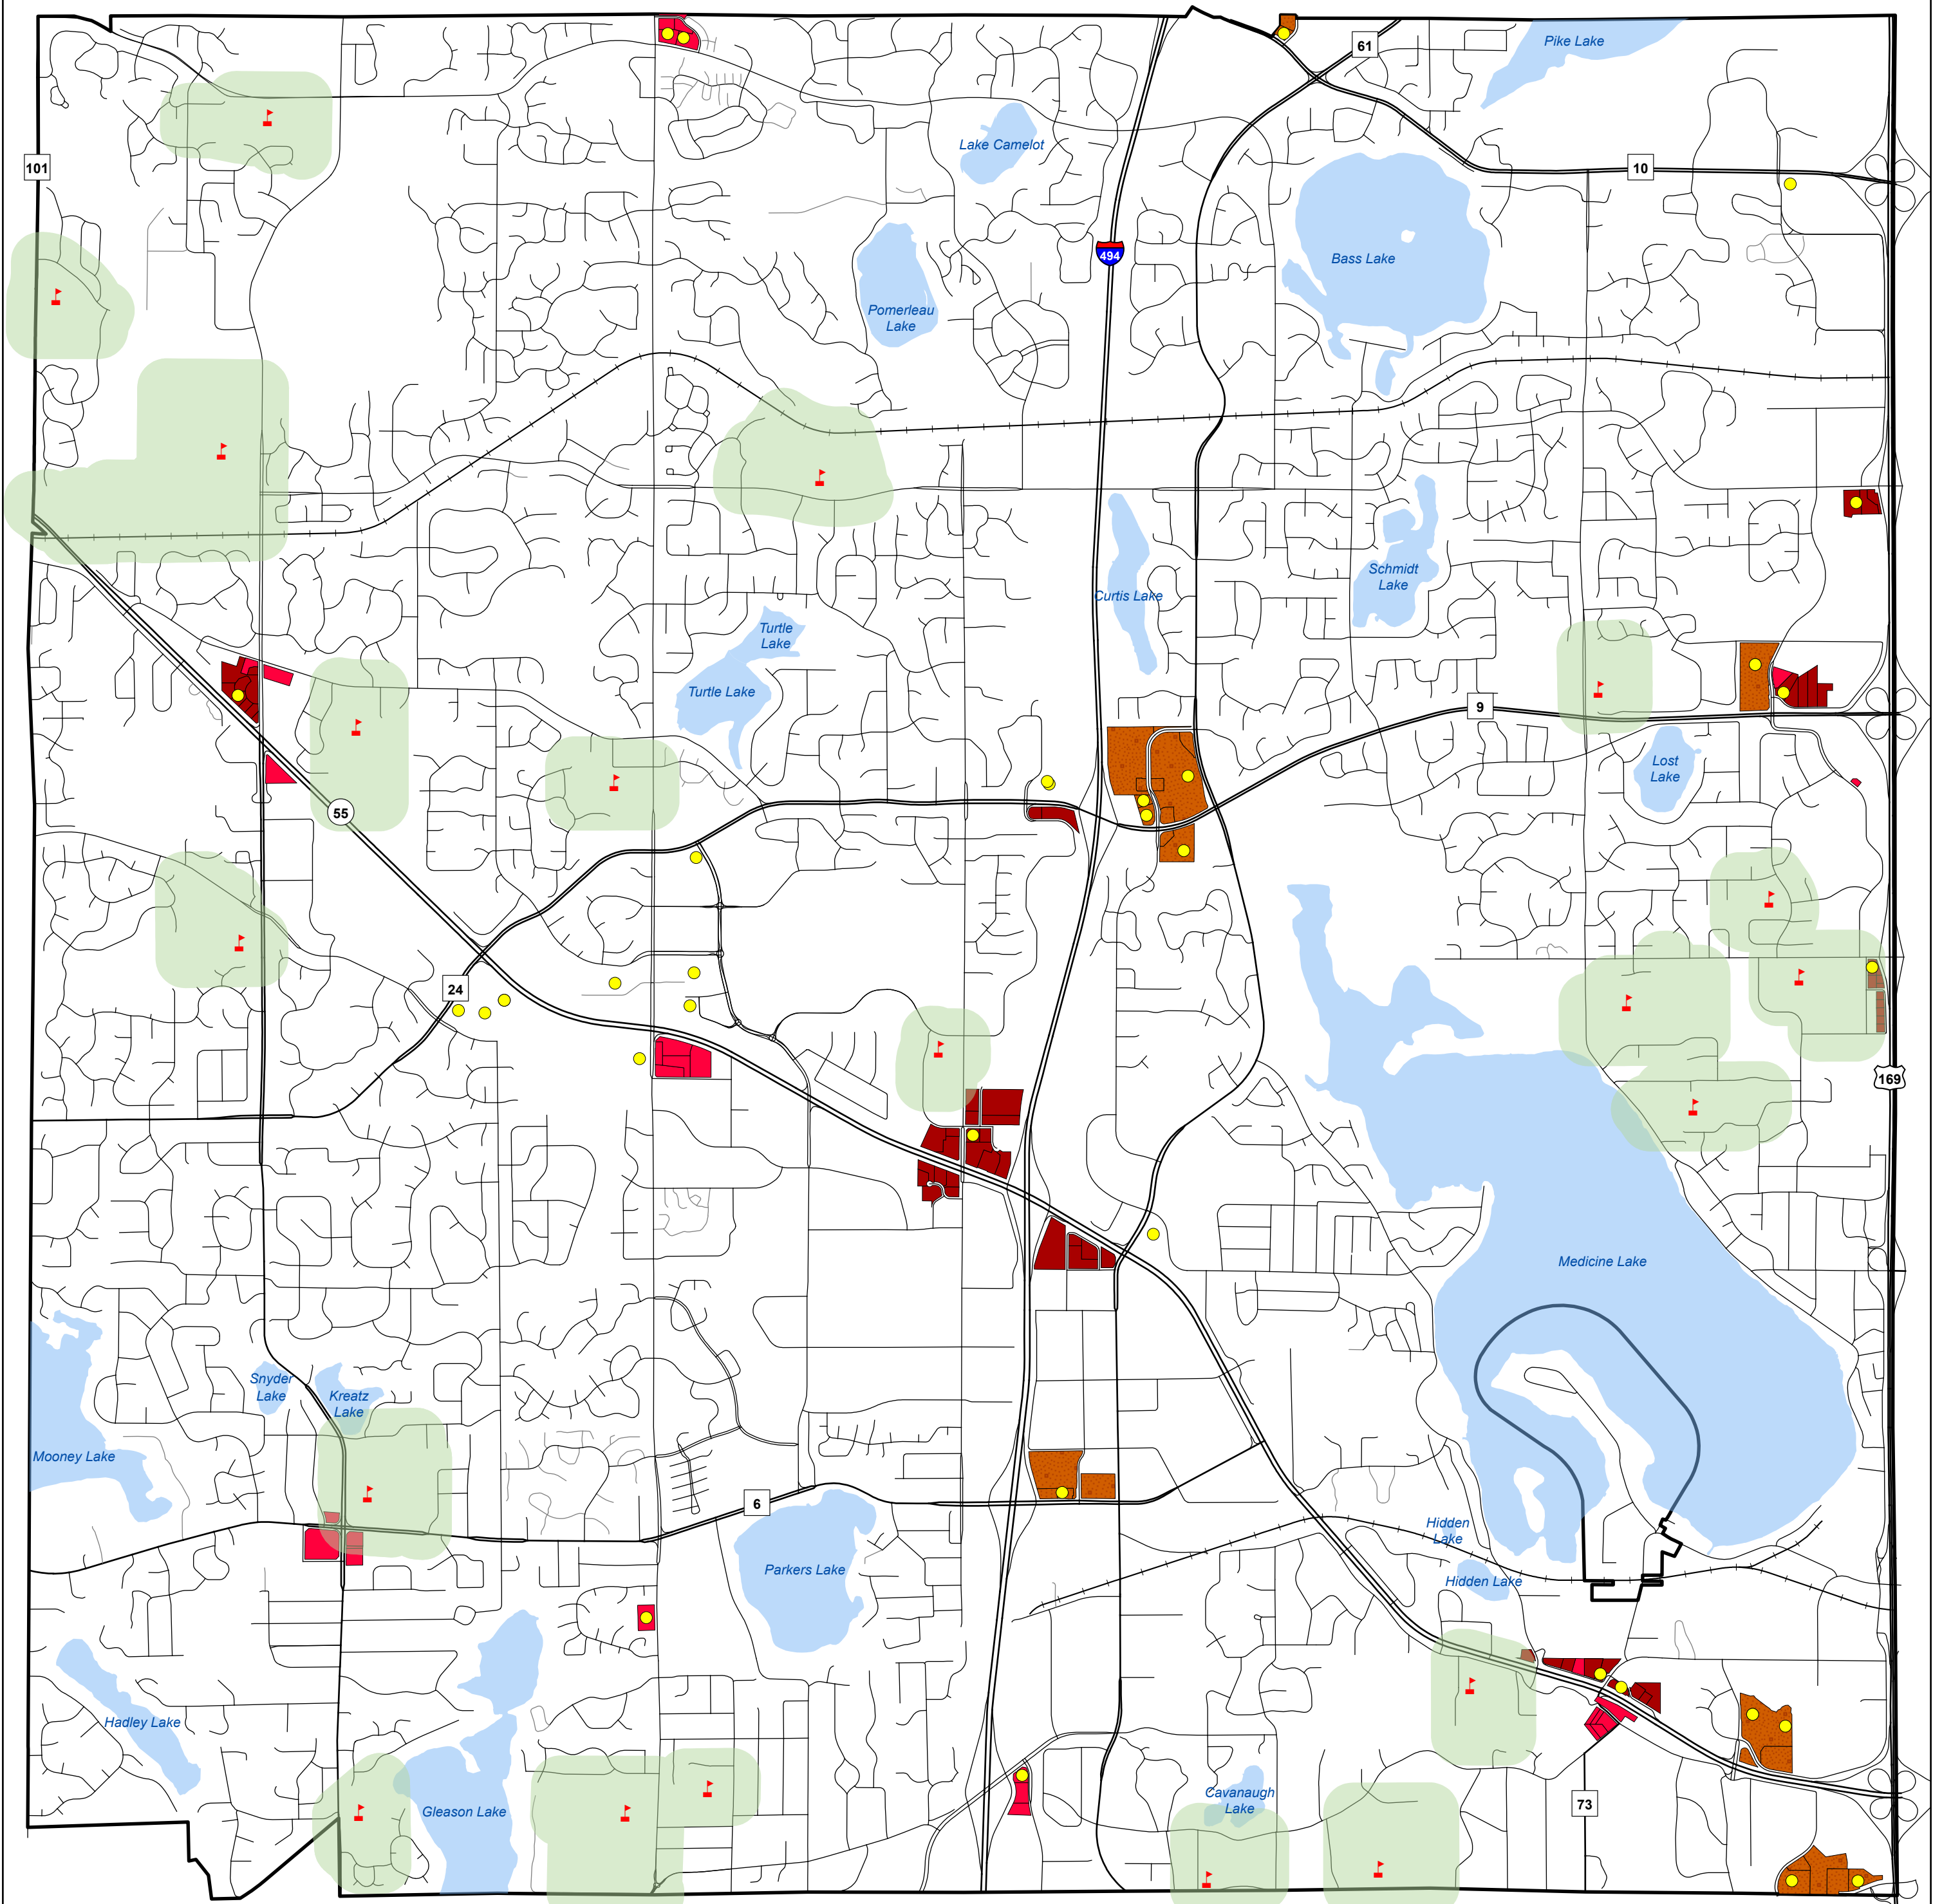 61
Pike Lake
Lake Camelot
101
10
494
Bass Lake
Pomerleau
Lake
Schmidt
Lake
Curtis Lake
Turtle
Lake
Turtle Lake
9
Lost
Lake
55
24
169
Medicine Lake
Snyder
Lake
Kreatz
Lake
Mooney Lake
6
Hidden
Lake
Parkers Lake
Hidden Lake
Hadley Lake
Gleason Lake
Cavanaugh
Lake
73